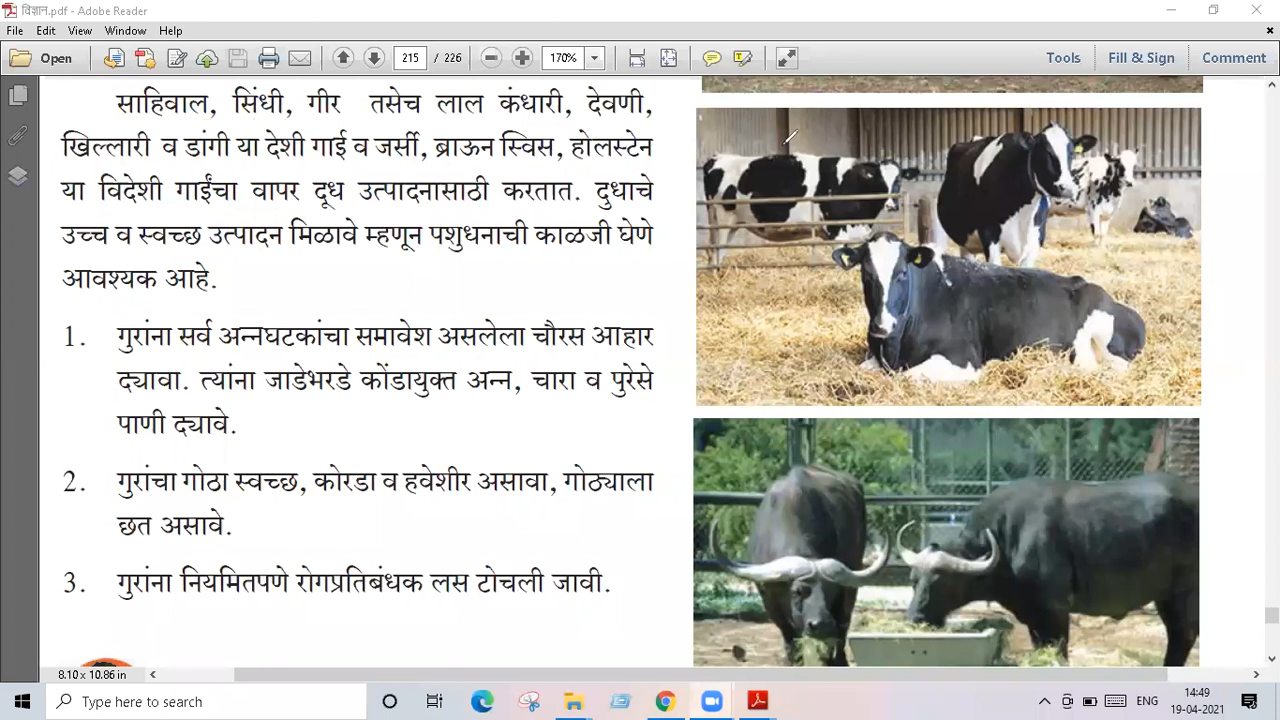 विज्ञान.pdf - Adobe Reader
File Edit View Window Help
Open 215 / 226 170% Tools Fill & Sign Comment
साहिवाल, सिंधी, गीर तसेच लाल कंधारी, देवणी,
खिल्लारी व डांगी या देशी गाई व जर्सी, ब्राऊन स्विस, होलस्टेन
या विदेशी गाईंचा वापर दूध उत्पादनासाठी करतात. दुधाचे
उच्च व स्वच्छ उत्पादन मिळावे म्हणून पशुधनाची काळजी घेणे
आवश्यक आहे.
1. गुरांना सर्व अन्नघटकांचा समावेश असलेला चौरस आहार
द्यावा. त्यांना जाडेभरडे कोंडायुक्त अन्न, चारा व पुरेसे
पाणी द्यावे.
2. गुरांचा गोठा स्वच्छ, कोरडा व हवेशीर असावा, गोठ्याला
छत असावे.
3. गुरांना नियमितपणे रोगप्रतिबंधक लस टोचली जावी.
8.10 x 10.86 in
Type here to search
ENG
14:49
19-04-2021